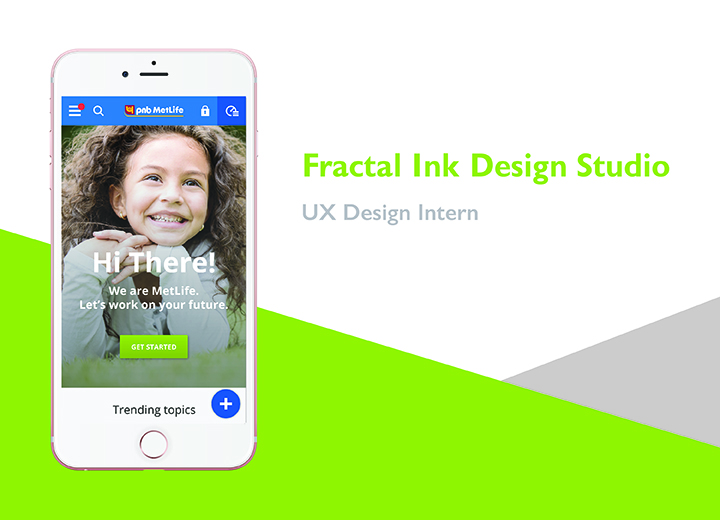 pnb MetLife
Hi There!
We are MetLife.
Let's work on your future.
GET STARTED
Trending topics
Fractal Ink Design Studio
UX Design Intern